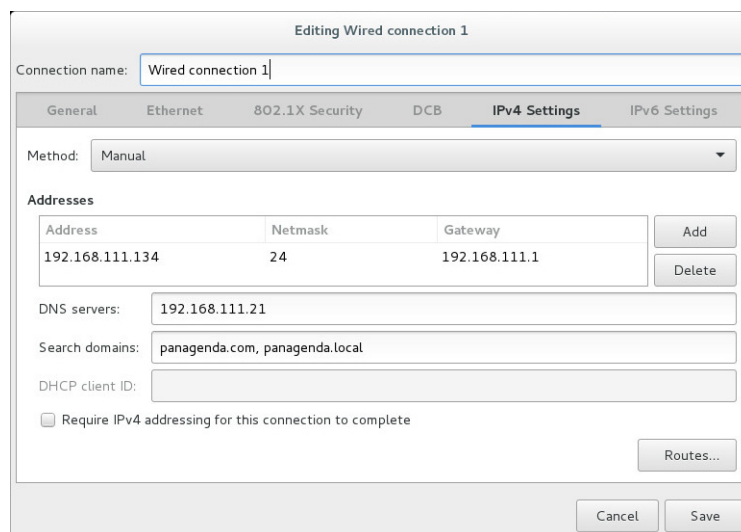 Editing Wired connection 1
Connection name: Wired connection 1
General Ethernet 802.1X Security DCB IPv4 Settings IPv6 Settings
Method: Manual
Addresses
Address Netmask Gateway
192.168.111.134 24 192.168.111.1
Add
Delete
DNS servers: 192.168.111.21
Search domains: panagenda.com, panagenda.local
DHCP client ID:
Require IPv4 addressing for this connection to complete
Routes...
Cancel Save